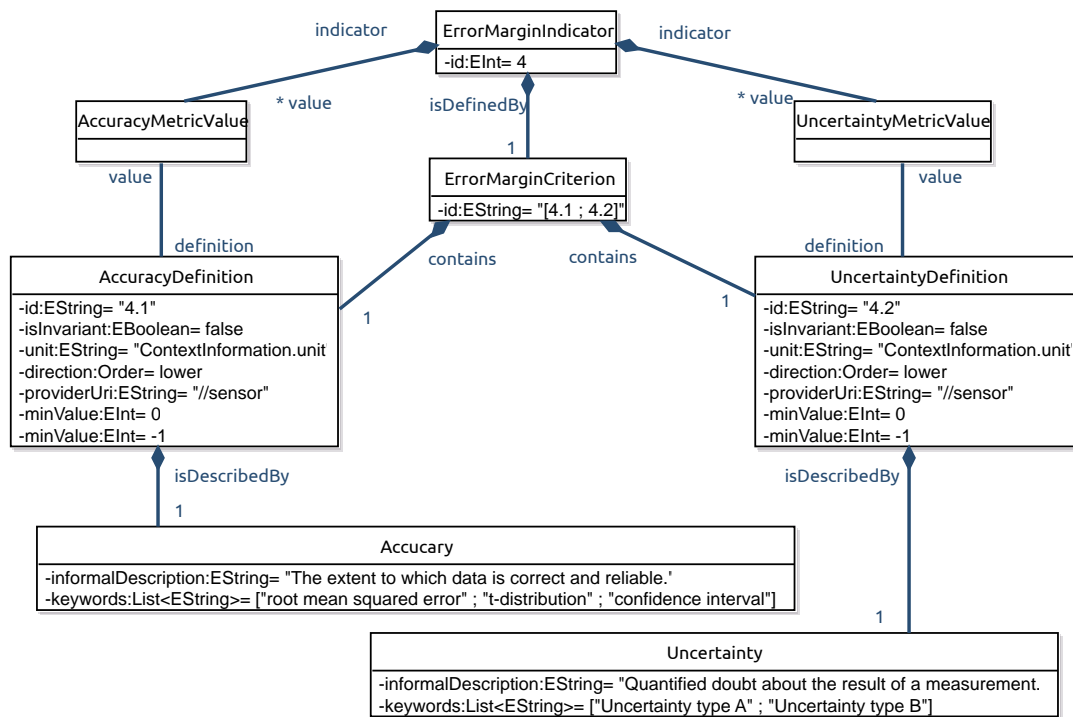 indicator
ErrorMarginIndicator
indicator
-id:EInt= 4
* value
isDefinedBy
* value
AccuracyMetricValue
UncertaintyMetricValue
1
value
ErrorMarginCriterion
value
-id:EString= "[4.1 ; 4.2]"
definition
contains
contains
definition
AccuracyDefinition
1
1
UncertaintyDefinition
-id:EString= "4.1"
-isInvariant:EBoolean= false
-unit:EString= "ContextInformation.unit'
-direction:Order= lower
-providerUri:EString= "//sensor"
-minValue:EInt= 0
-minValue:EInt= -1
-id:EString= "4.2"
-isInvariant:EBoolean= false
-unit:EString= "ContextInformation.unit"
-direction:Order= lower
-providerUri:EString= "//sensor"
-minValue:EInt= 0
-minValue:EInt= -1
isDescribedBy
isDescribedBy
1
Accucary
-informalDescription:EString= "The extent to which data is correct and reliable.'
-keywords:List<EString>= ["root mean squared error" ; "t-distribution" ; "confidence interval"]
1
Uncertainty
-informalDescription:EString= "Quantified doubt about the result of a measurement.
-keywords:List<EString>= ["Uncertainty type A" ; "Uncertainty type B"]